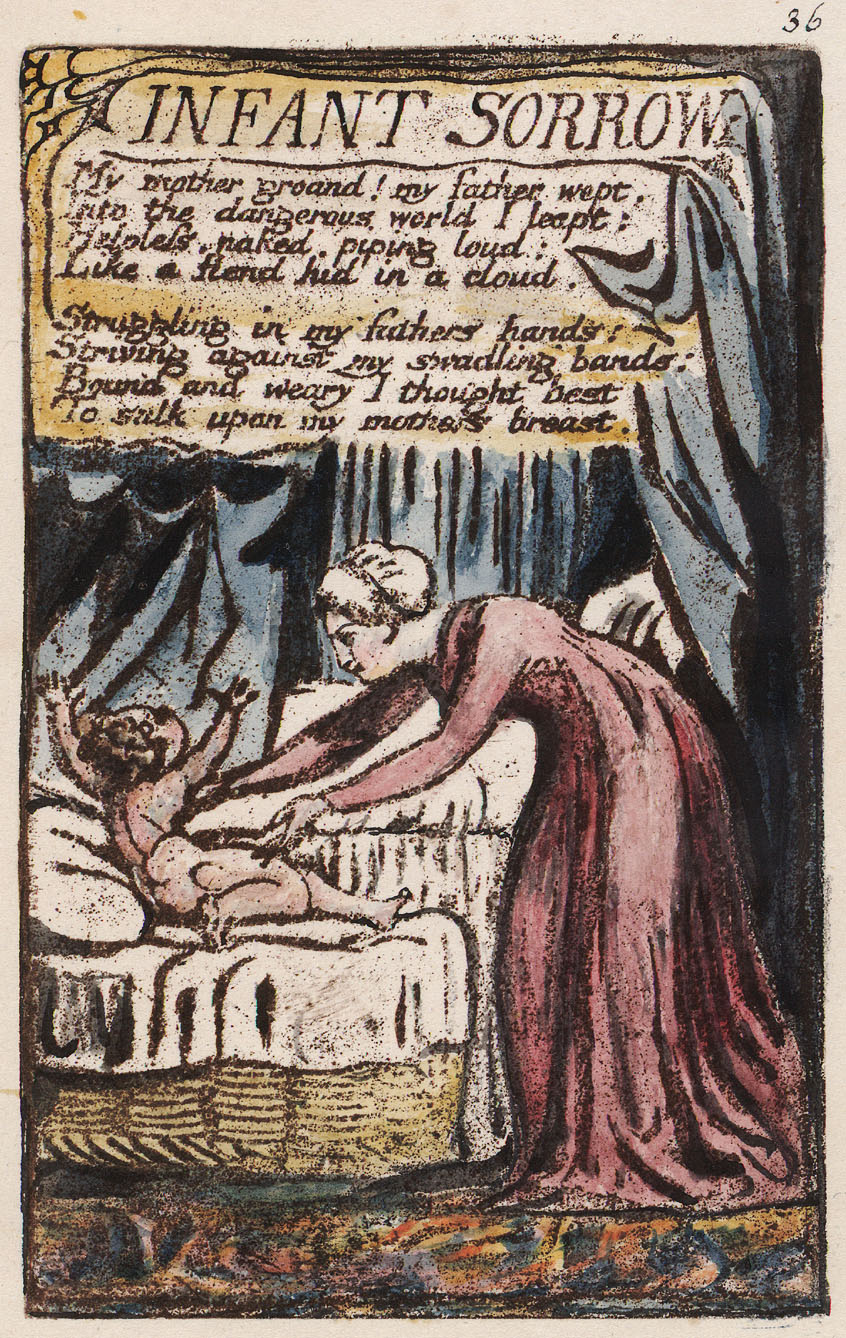 36
INFANT SORROW
My mother groand! my father wept.
Into the dangerous world I leapt:
Helpless, naked, piping loud:
Like a fiend hid in a cloud.
Struggling in my fathers hands:
Striving against my swadling bands:
Bound and weary I thought best
To sulk upon my mothers breast.